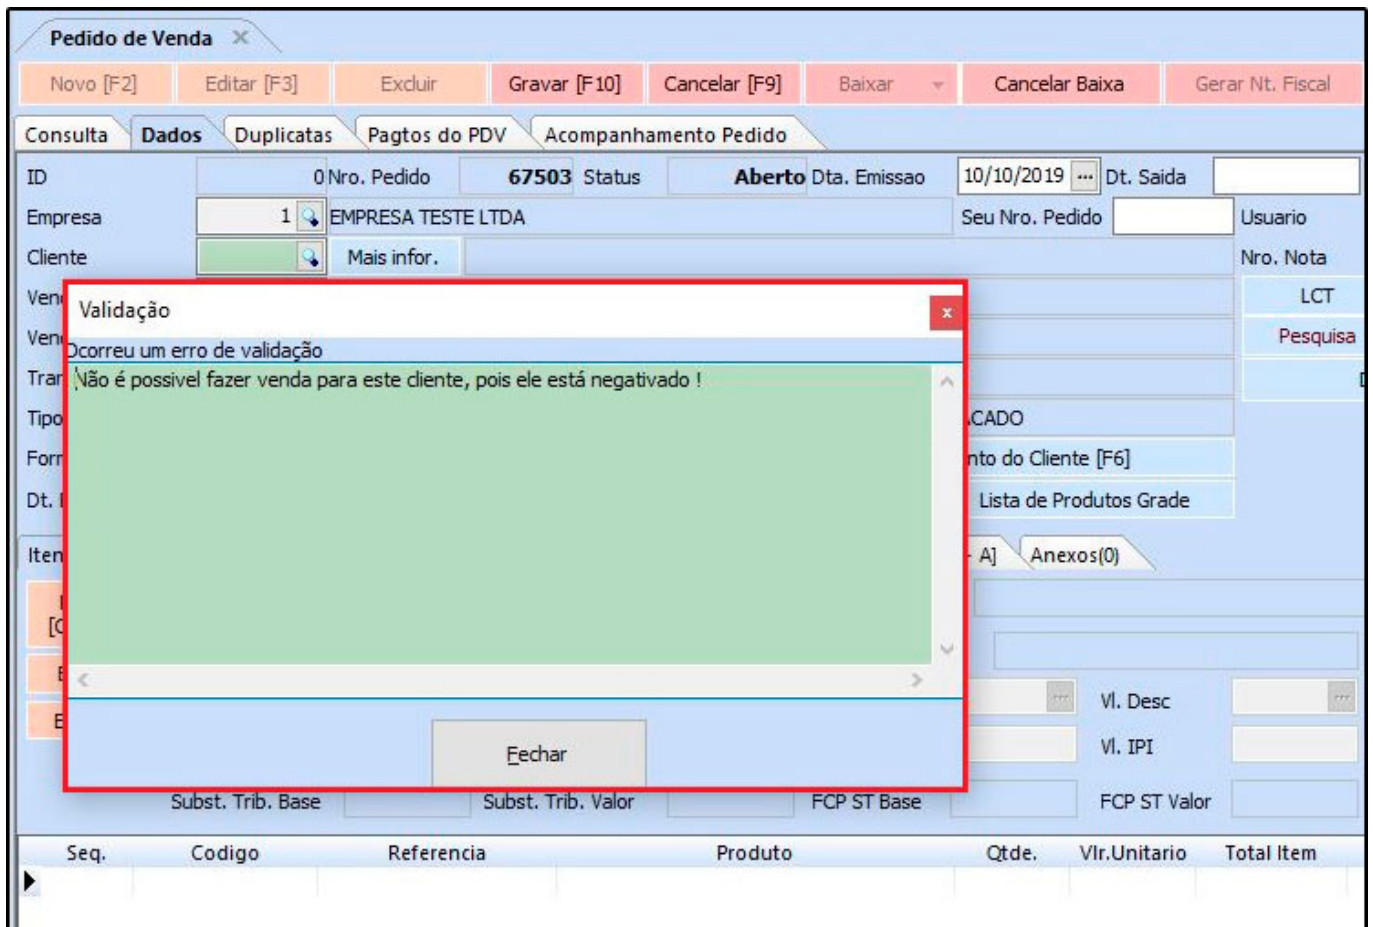 Pedido de Venda
Novo [F2] Editar [F3] Excluir Gravar [F10] Cancelar [F9] Baixar Cancelar Baixa Gerar Nt. Fiscal
Consulta Dados Duplicatas Pagtos do PDV Acompanhamento Pedido
ID 0 Nro. Pedido 67503 Status Aberto Dta. Emissao 10/10/2019 ... Dt. Saida
Empresa 1 EMPRESA TESTE LTDA Seu Nro. Pedido Usuario
Cliente Mais infor. Nro. Nota
LCT
Validação
Pesquisa
Ocorreu um erro de validação
Não é possivel fazer venda para este cliente, pois ele está negativado !
Tipo
nto do Cliente [F6]
Dt. Lista de Produtos Grade
A] Anexos(0)
Vl. Desc
Vl. IPI
Fechar
Subst. Trib. Base Subst. Trib. Valor FCP ST Base FCP ST Valor
Seq. Codigo Referencia Produto Qtde. Vlr.Unitario Total Item